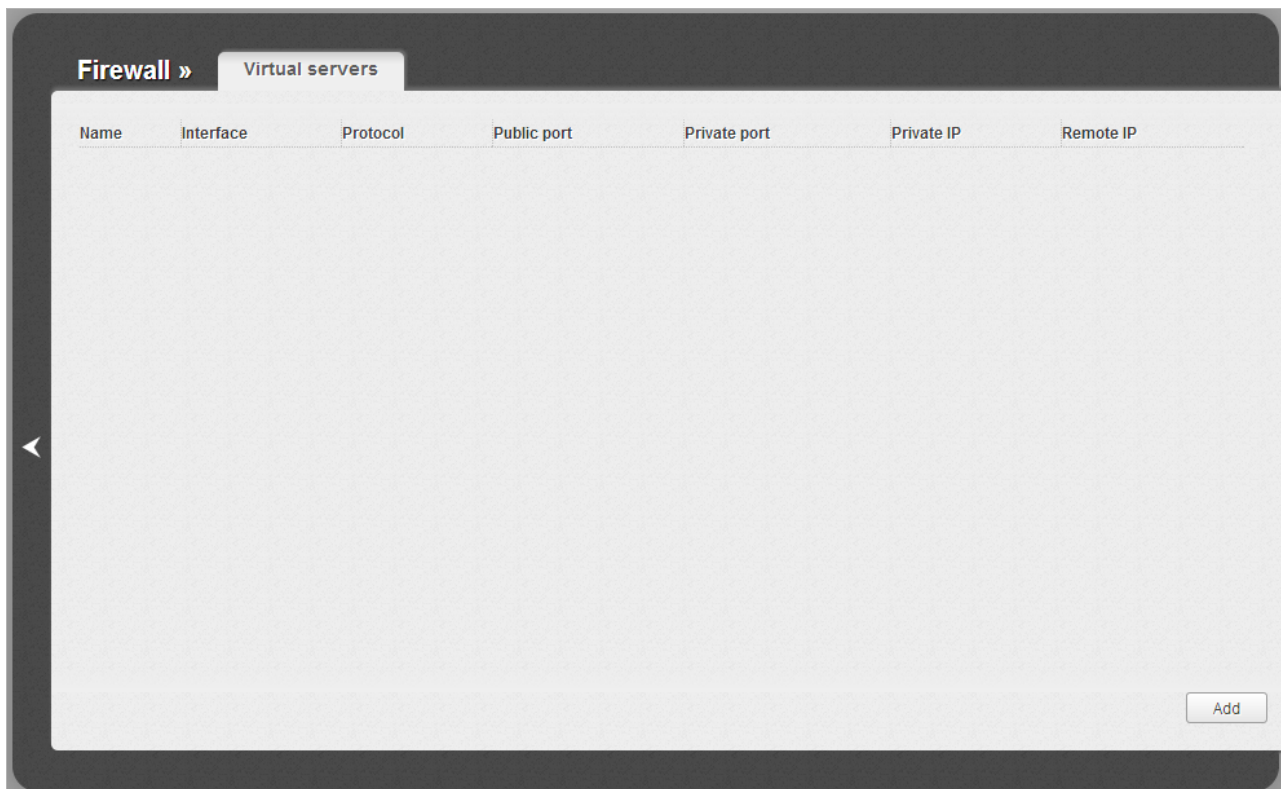 Firewall » Virtual servers
Name Interface Protocol Public port Private port Private IP Remote IP
Add